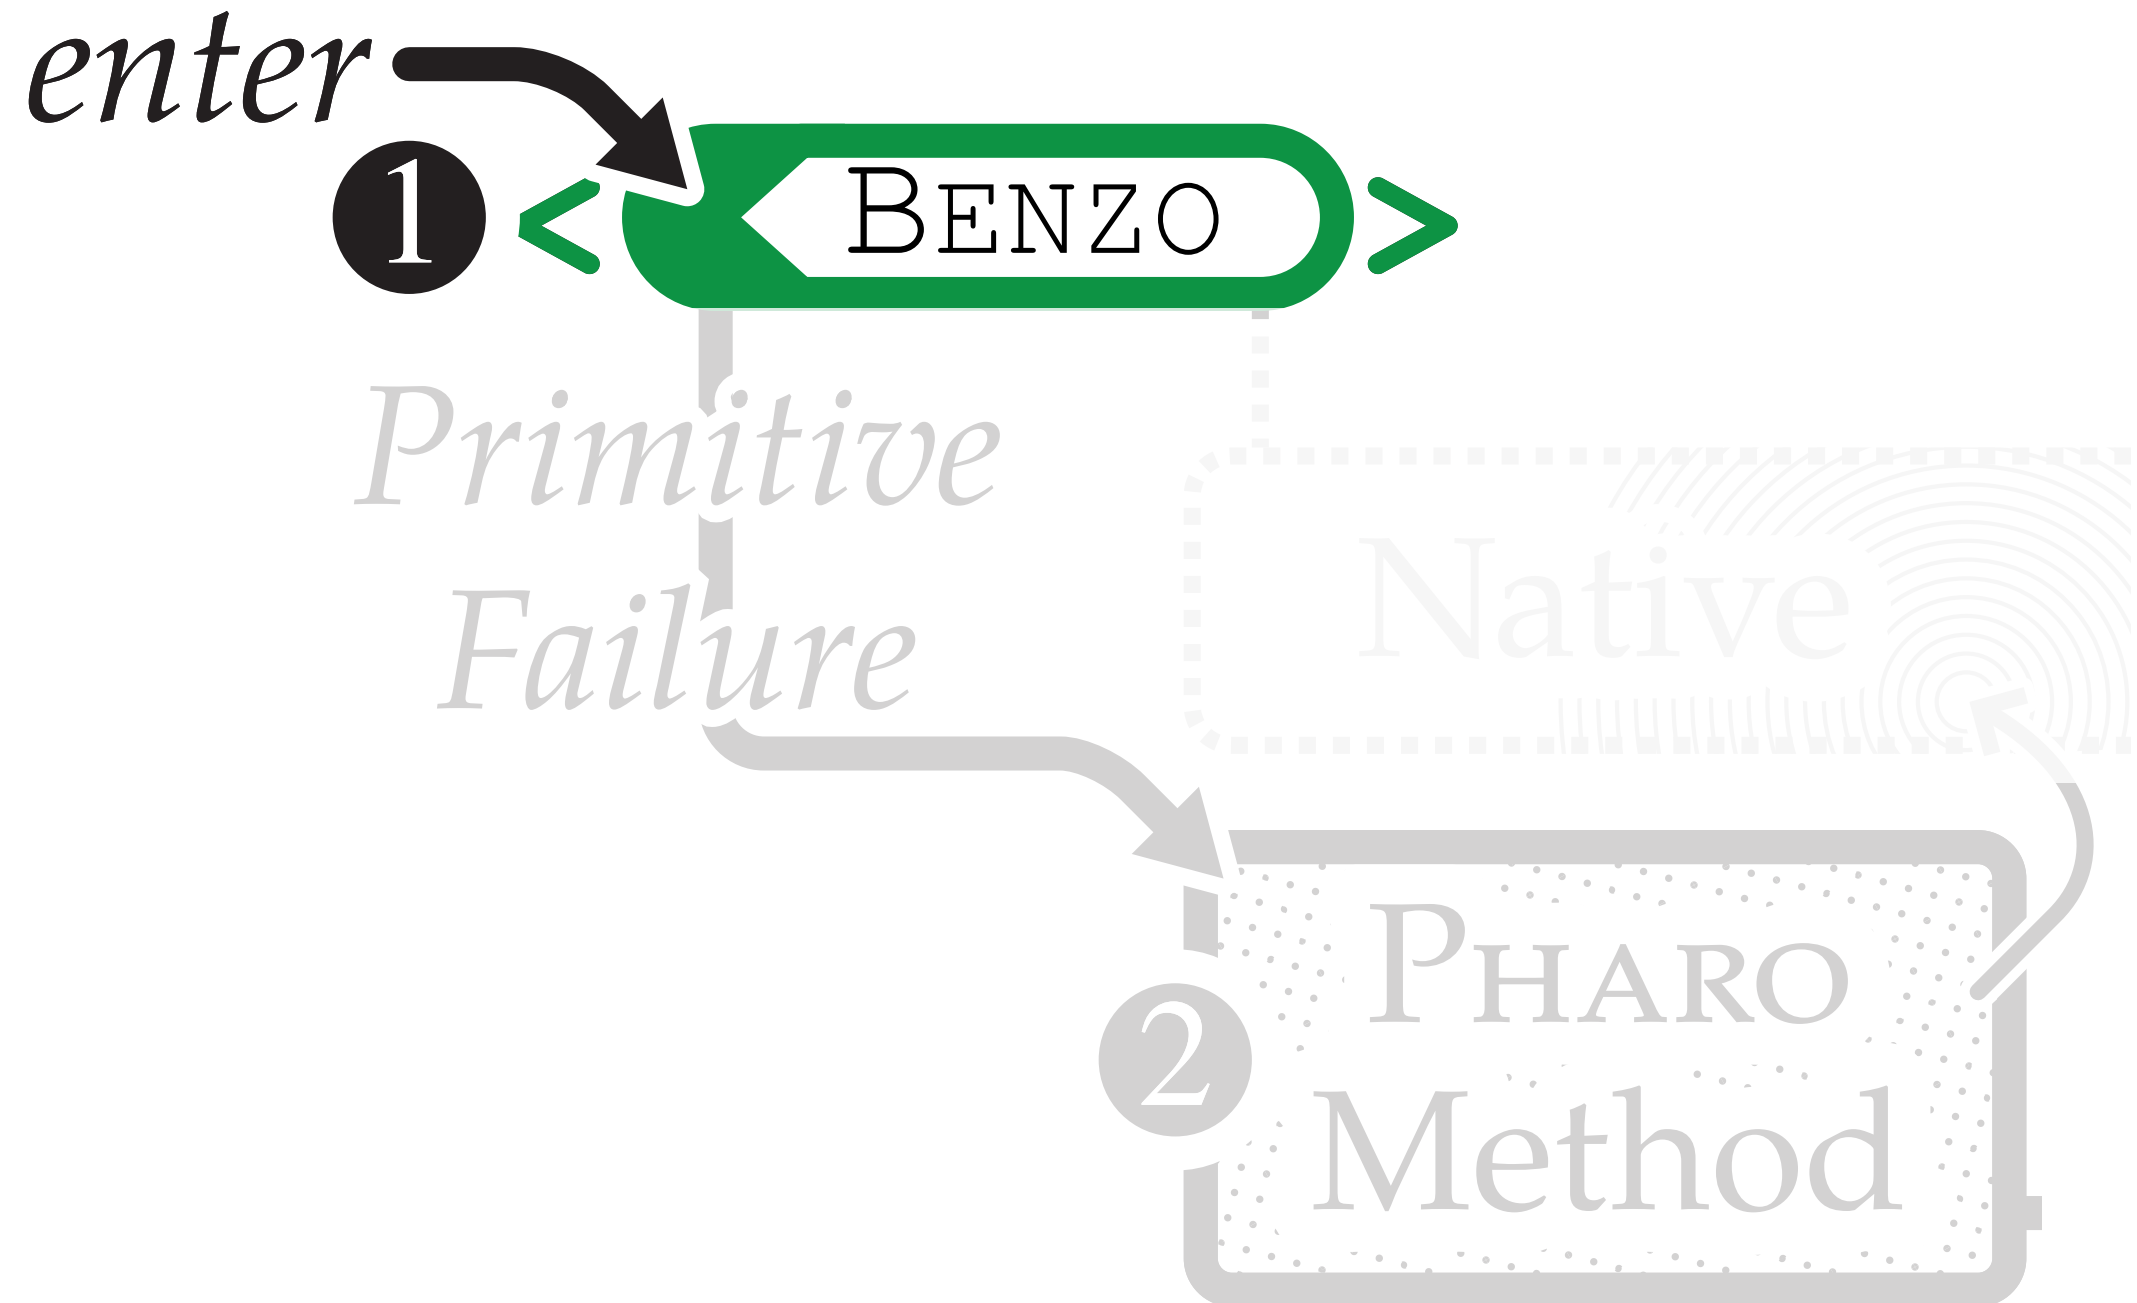 enter
1 < BENZO >
Primitive
Failure
Native
2
PHARO
Method